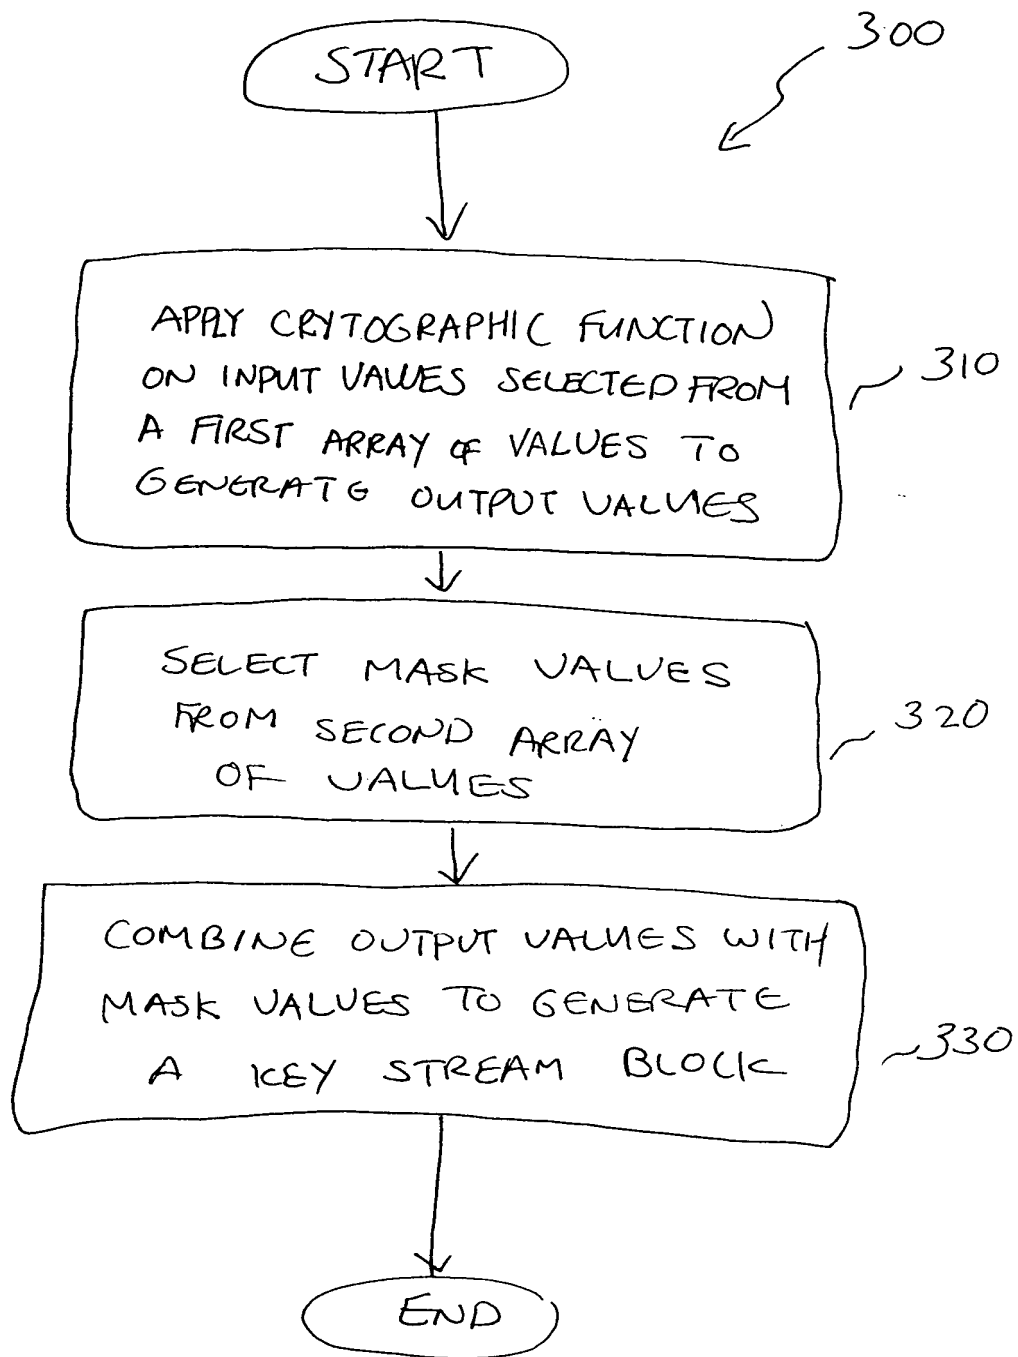 START
300
APPLY CRYTOGRAPHIC FUNCTION
ON INPUT VALUES SELECTED FROM
A FIRST ARRAY OF VALUES TO
GENERATE OUTPUT VALUES
310
SELECT MASK VALUES
FROM SECOND ARRAY
OF VALUES
320
COMBINE OUTPUT VALUES WITH
MASK VALUES TO GENERATE
A KEY STREAM BLOCK
330
END